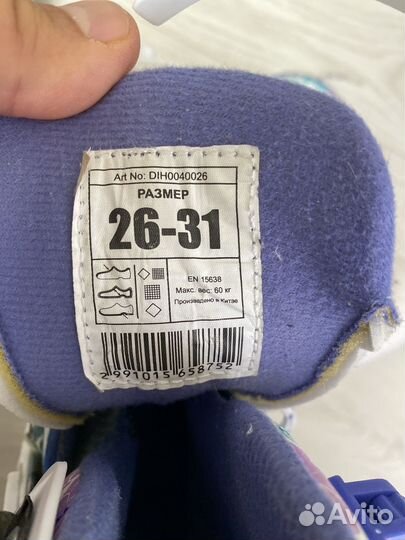 Art No: DIH0040026
РАЗМЕР
26-31
EN 15638
Макс. вес: 60 кг
Произведено в Китае
2991015658752
Avito